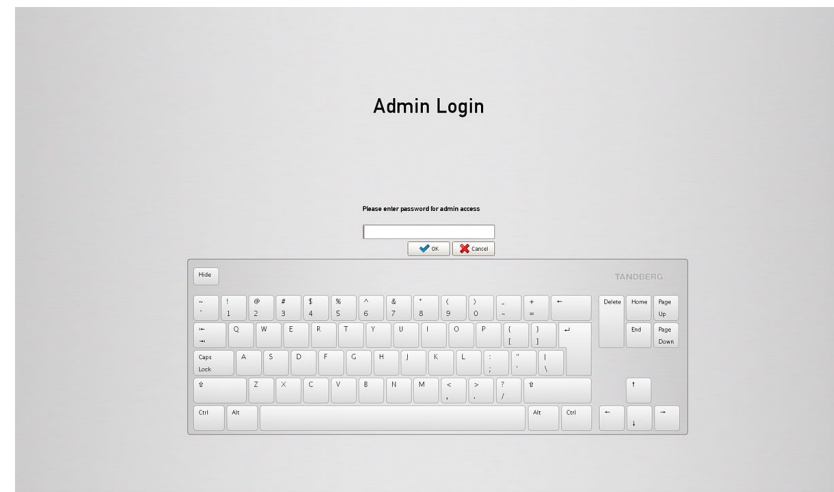 Admin Login
Please enter password for admin access
OK Cancel
Hide TANDBERG
~ ! @ # $ % ^ & * ( ) _ + ← Delete Home Page
` 1 2 3 4 5 6 7 8 9 0 - = Up
⇤ Q W E R T Y U I O P { } ↵ End Page
⇥ [ ] Down
Caps A S D F G H J K L : " |
Lock ; ' \
⇧ Z X C V B N M < > ? ⇧ ↑
, . /
Ctrl Alt Alt Ctrl ← →
↓